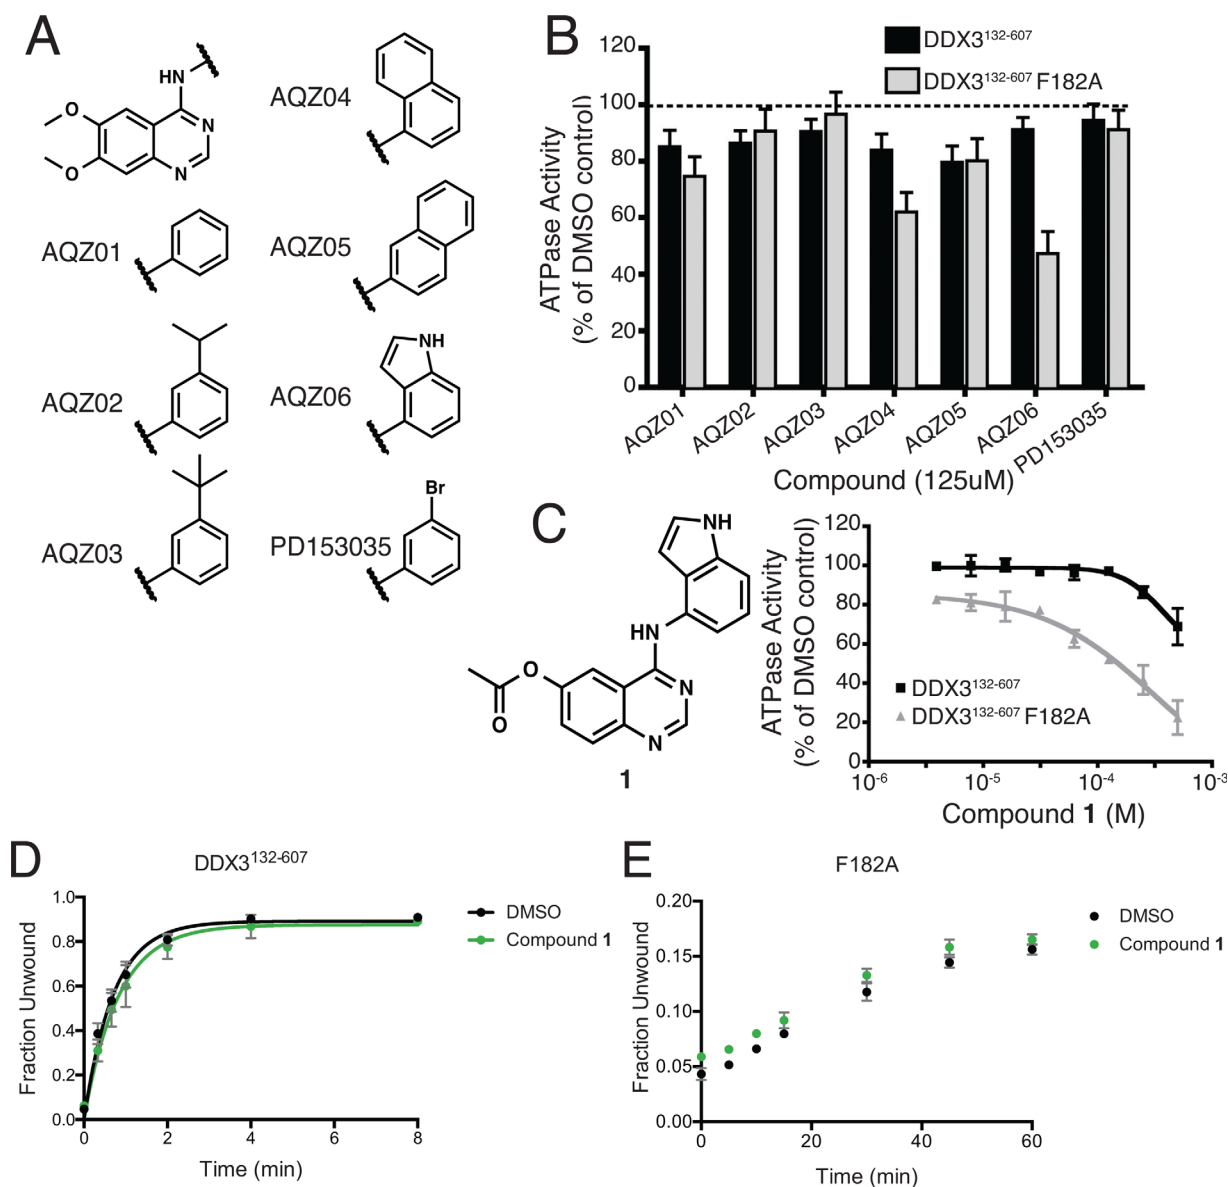 A
HN
O
N
O
N
AQZ01
AQZ02
AQZ03
AQZ04
AQZ05
NH
AQZ06
Br
PD153035
B
DDX3132-607
DDX3132-607 F182A
ATPase Activity
(% of DMSO control)
120
100
80
60
40
20
0
AQZ01
AQZ02
AQZ03
AQZ04
AQZ05
AQZ06
PD153035
Compound (125uM)
C
NH
HN
O
O
N
N
1
ATPase Activity
(% of DMSO control)
120
100
80
60
40
20
0
DDX3132-607
DDX3132-607 F182A
10-6
10-5
10-4
10-3
Compound 1 (M)
D
DDX3132-607
Fraction Unwound
1.0
0.8
0.6
0.4
0.2
0.0
0
2
4
6
8
Time (min)
DMSO
Compound 1
E
F182A
Fraction Unwound
0.20
0.15
0.10
0.05
0.00
0
20
40
60
Time (min)
DMSO
Compound 1